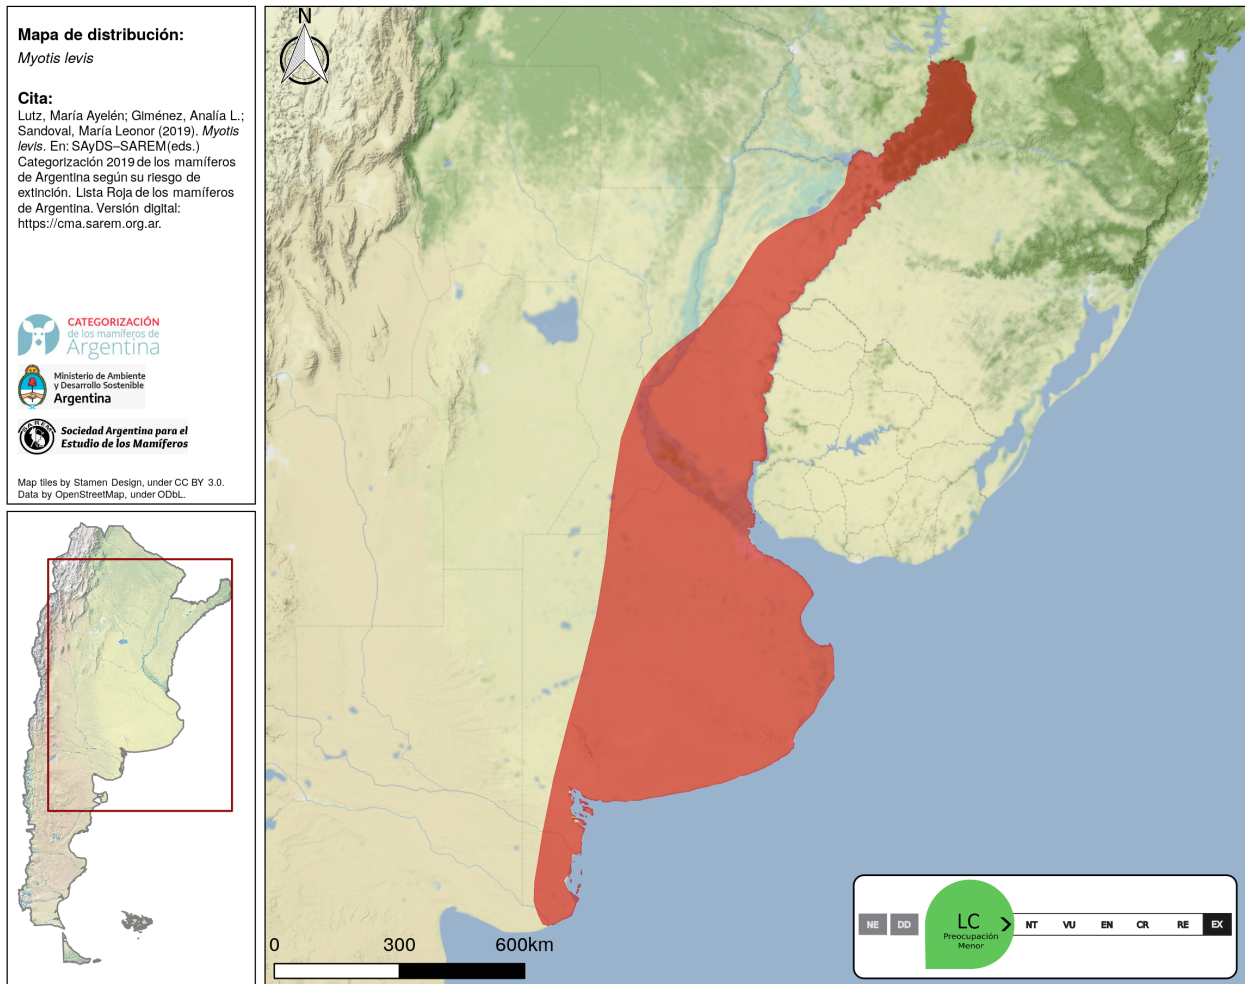 Mapa de distribución:
Myotis levis
Cita:
Lutz, María Ayelén; Giménez, Analía L.;
Sandoval, María Leonor (2019). Myotis
levis. En: SAyDS–SAREM(eds.)
Categorización 2019 de los mamíferos
de Argentina según su riesgo de
extinción. Lista Roja de los mamíferos
de Argentina. Versión digital:
https://cma.sarem.org.ar.
CATEGORIZACIÓN
de los mamíferos de
Argentina
Ministerio de Ambiente
y Desarrollo Sostenible
Argentina
SAREM
Sociedad Argentina para el
Estudio de los Mamíferos
Map tiles by Stamen Design, under CC BY 3.0.
Data by OpenStreetMap, under ODbL.
N
0 300 600km
NE DD LC NT VU EN CR RE EX
Preocupación
Menor